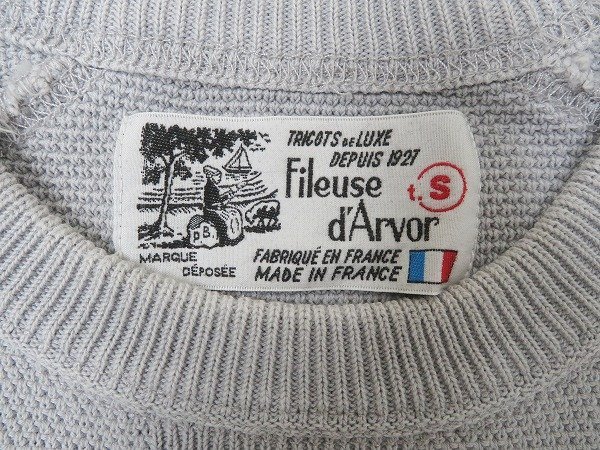 TRICOTS DE LUXE
DEPUIS 1927
Fileuse
d'Arvor
t.S
FABRIQUÉ EN FRANCE
MADE IN FRANCE
MARQUE
DÉPOSÉE